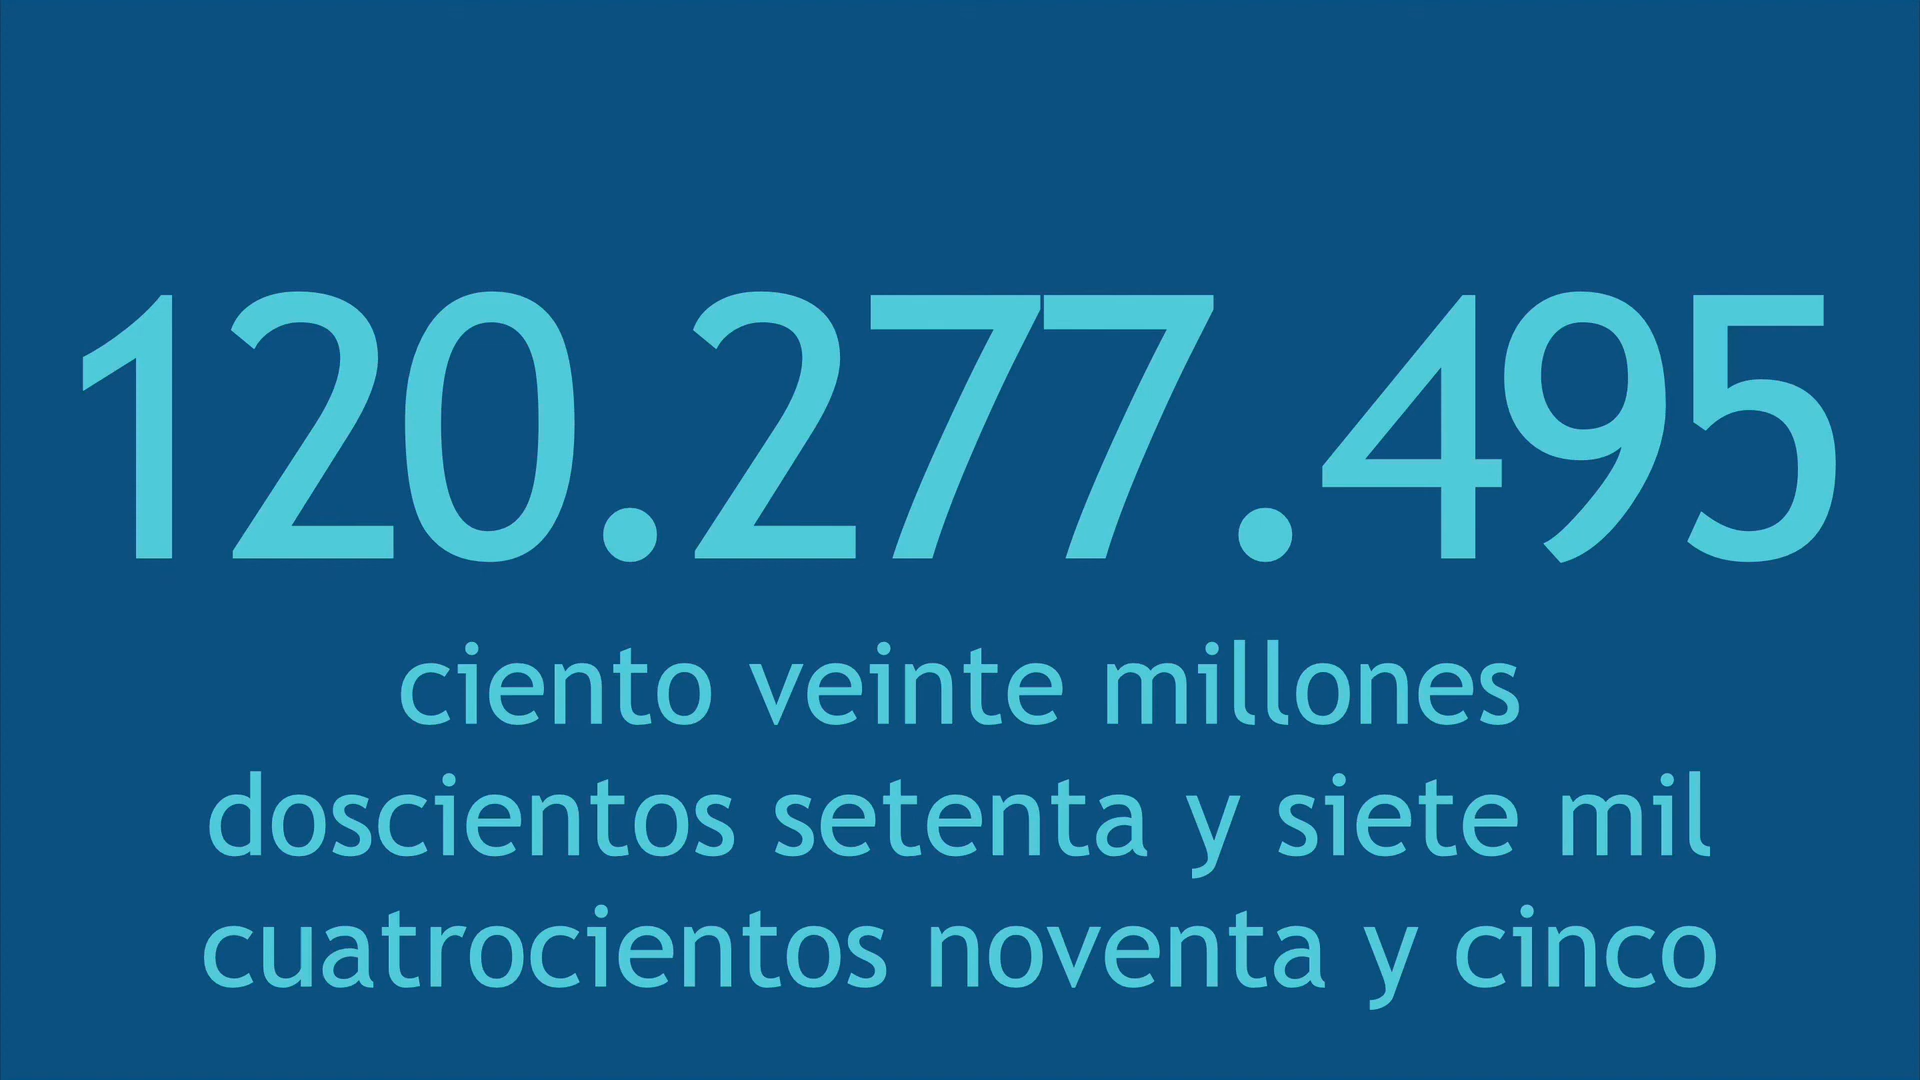 120.277.495
ciento veinte millones
doscientos setenta y siete mil
cuatrocientos noventa y cinco